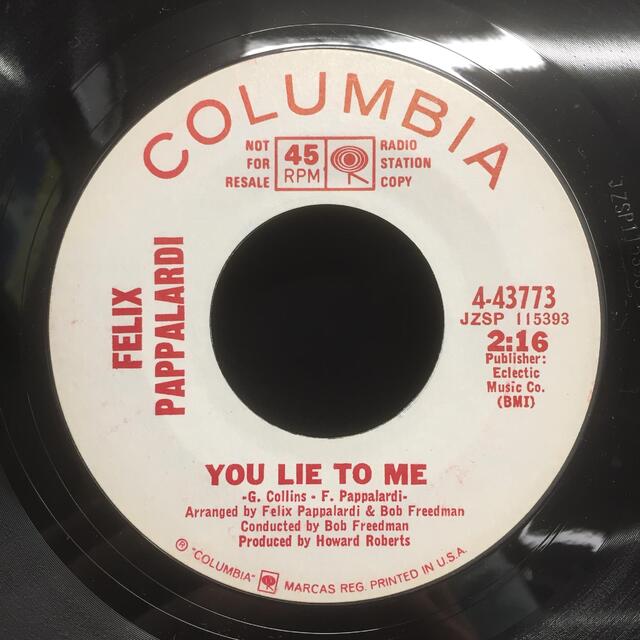 COLUMBIA
NOT FOR RESALE
45 RPM
RADIO STATION COPY
FELIX PAPPALARDI
4-43773
JZSP 115393
2:16
Publisher:
Eclectic
Music Co.
(BMI)
YOU LIE TO ME
-G. Collins - F. Pappalardi-
Arranged by Felix Pappalardi & Bob Freedman
Conducted by Bob Freedman
Produced by Howard Roberts
® "COLUMBIA" MARCAS REG. PRINTED IN U.S.A.